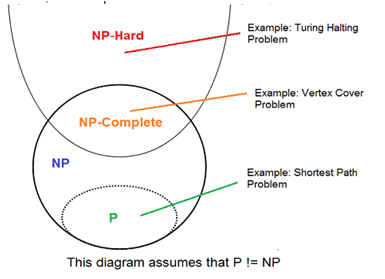 NP-Hard
Example: Turing Halting
Problem
Example: Vertex Cover
Problem
NP-Complete
NP
Example: Shortest Path
Problem
P
This diagram assumes that P != NP